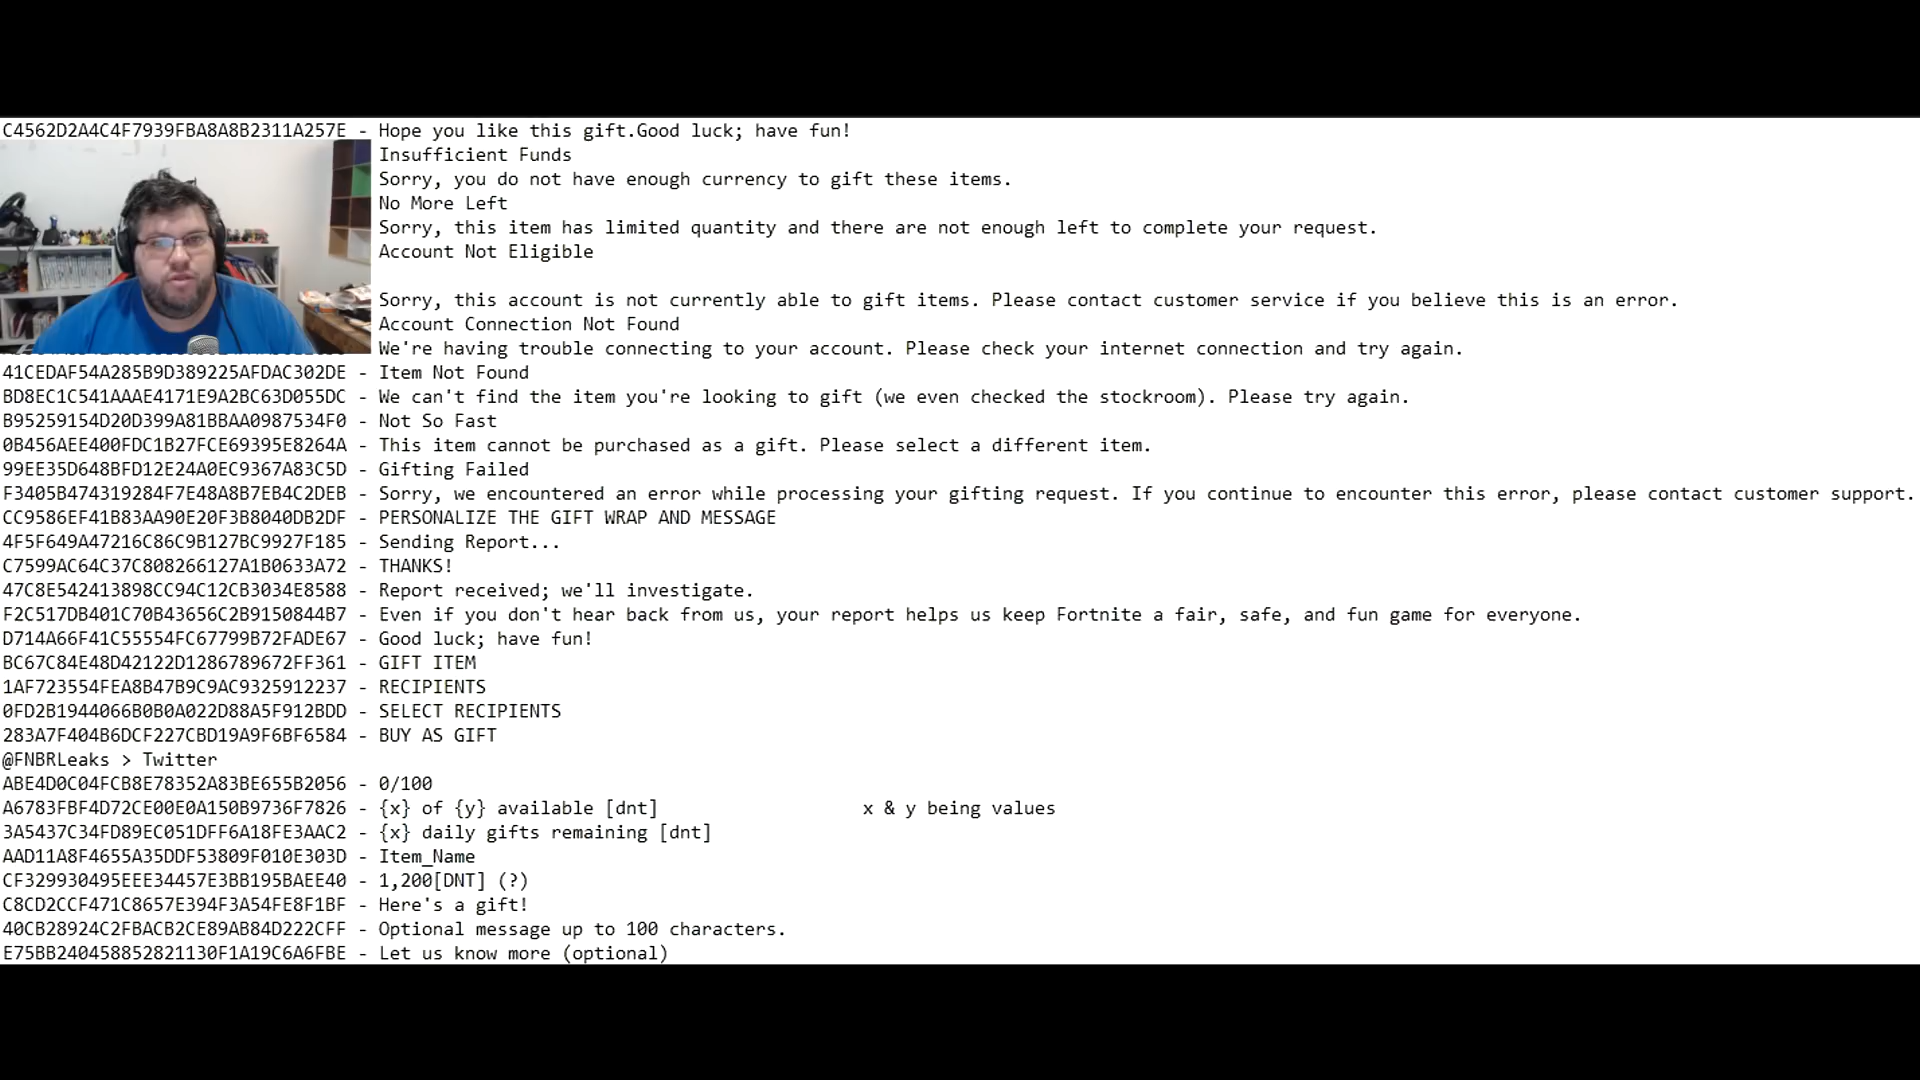 C4562D2A4C4F7939FBA8A8B2311A257E - Hope you like this gift.Good luck; have fun!
Insufficient Funds
Sorry, you do not have enough currency to gift these items.
No More Left
Sorry, this item has limited quantity and there are not enough left to complete your request.
Account Not Eligible
Sorry, this account is not currently able to gift items. Please contact customer service if you believe this is an error.
Account Connection Not Found
We're having trouble connecting to your account. Please check your internet connection and try again.
41CEDAF54A285B9D389225AFDAC302DE - Item Not Found
BD8EC1C541AAAE4171E9A2BC63D055DC - We can't find the item you're looking to gift (we even checked the stockroom). Please try again.
B95259154D20D399A81BBAA0987534F0 - Not So Fast
0B456AEE400FDC1B27FCE69395E8264A - This item cannot be purchased as a gift. Please select a different item.
99EE35D648BFD12E24A0EC9367A83C5D - Gifting Failed
F3405B474319284F7E48A8B7EB4C2DEB - Sorry, we encountered an error while processing your gifting request. If you continue to encounter this error, please contact customer support.
CC9586EF41B83AA90E20F3B8040DB2DF - PERSONALIZE THE GIFT WRAP AND MESSAGE
4F5F649A47216C86C9B127BC9927F185 - Sending Report...
C7599AC64C37C808266127A1B0633A72 - THANKS!
47C8E542413898CC94C12CB3034E8588 - Report received; we'll investigate.
F2C517DB401C70B43656C2B9150844B7 - Even if you don't hear back from us, your report helps us keep Fortnite a fair, safe, and fun game for everyone.
D714A66F41C55554FC67799B72FADE67 - Good luck; have fun!
BC67C84E48D42122D1286789672FF361 - GIFT ITEM
1AF723554FEA8B47B9C9AC9325912237 - RECIPIENTS
0FD2B1944066B0B0A022D88A5F912BDD - SELECT RECIPIENTS
283A7F404B6DCF227CBD19A9F6BF6584 - BUY AS GIFT
@FNBRLeaks > Twitter
ABE4D0C04FCB8E78352A83BE655B2056 - 0/100
A6783FBF4D72CE00E0A150B9736F7826 - {x} of {y} available [dnt] x & y being values
3A5437C34FD89EC051DFF6A18FE3AAC2 - {x} daily gifts remaining [dnt]
AAD11A8F4655A35DDF53809F010E303D - Item_Name
CF329930495EEE34457E3BB195BAEE40 - 1,200[DNT] (?)
C8CD2CCF471C8657E394F3A54FE8F1BF - Here's a gift!
40CB28924C2FBACB2CE89AB84D222CFF - Optional message up to 100 characters.
E75BB240458852821130F1A19C6A6FBE - Let us know more (optional)